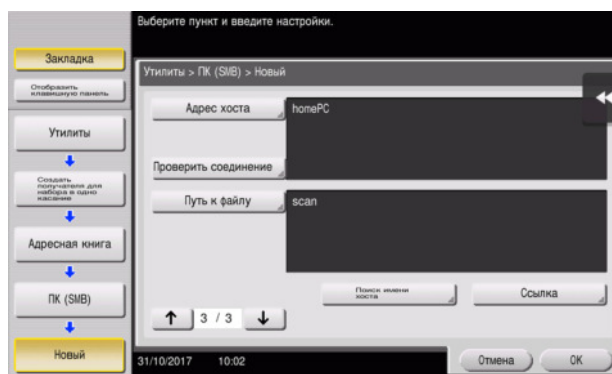 Выберите пункт и введите настройки.
Закладка
Отобразить
клавишную панель
Утилиты
Создать
получателя для
набора в одно
касание
Адресная книга
ПК (SMB)
Новый
Утилиты > ПК (SMB) > Новый
Адрес хоста
homePC
Проверить соединение
Путь к файлу
scan
Поиск имени
хоста
Ссылка
3 / 3
31/10/2017 10:02
Отмена
OK